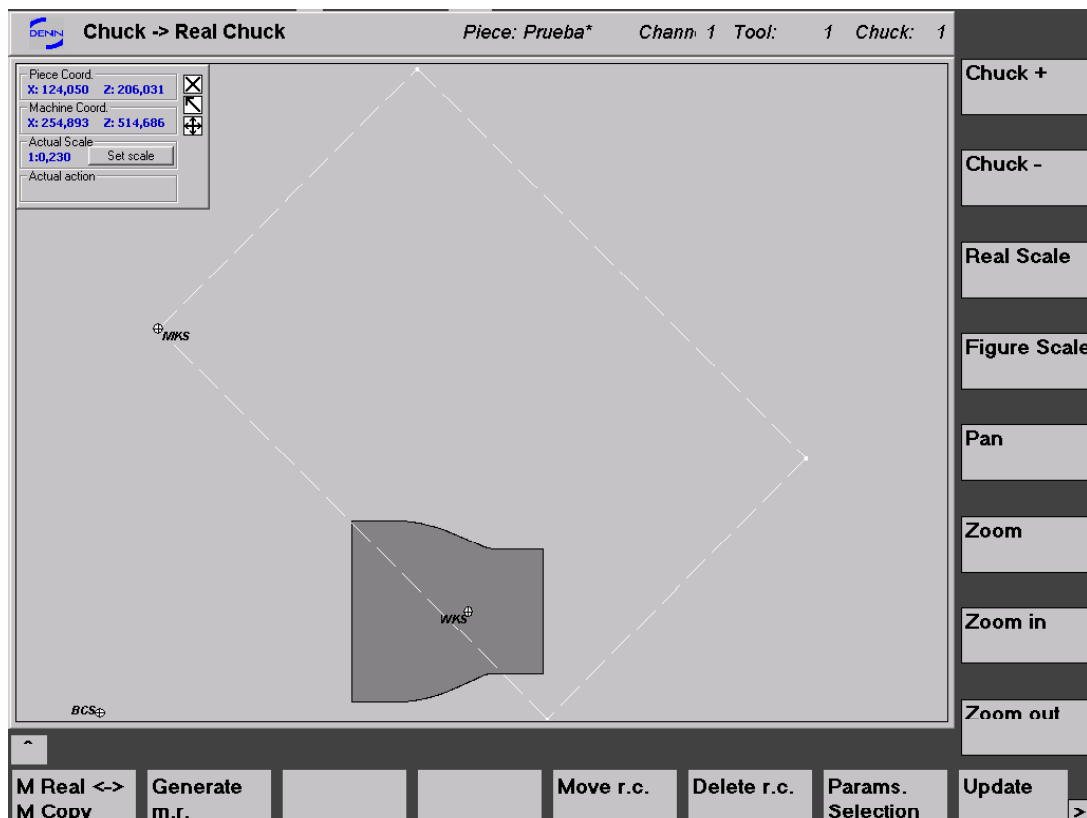 DENN
Chuck -> Real Chuck
Piece: Prueba* Chann 1 Tool: 1 Chuck: 1
Piece Coord.
X: 124,050 Z: 206,031
Machine Coord.
X: 254,893 Z: 514,686
Actual Scale
1:0,230 Set scale
Actual action
MKS
WKS
BCS
Chuck +
Chuck -
Real Scale
Figure Scale
Pan
Zoom
Zoom in
Zoom out
^
M Real <->
M Copy
Generate
m.r.
Move r.c.
Delete r.c.
Params.
Selection
Update
>